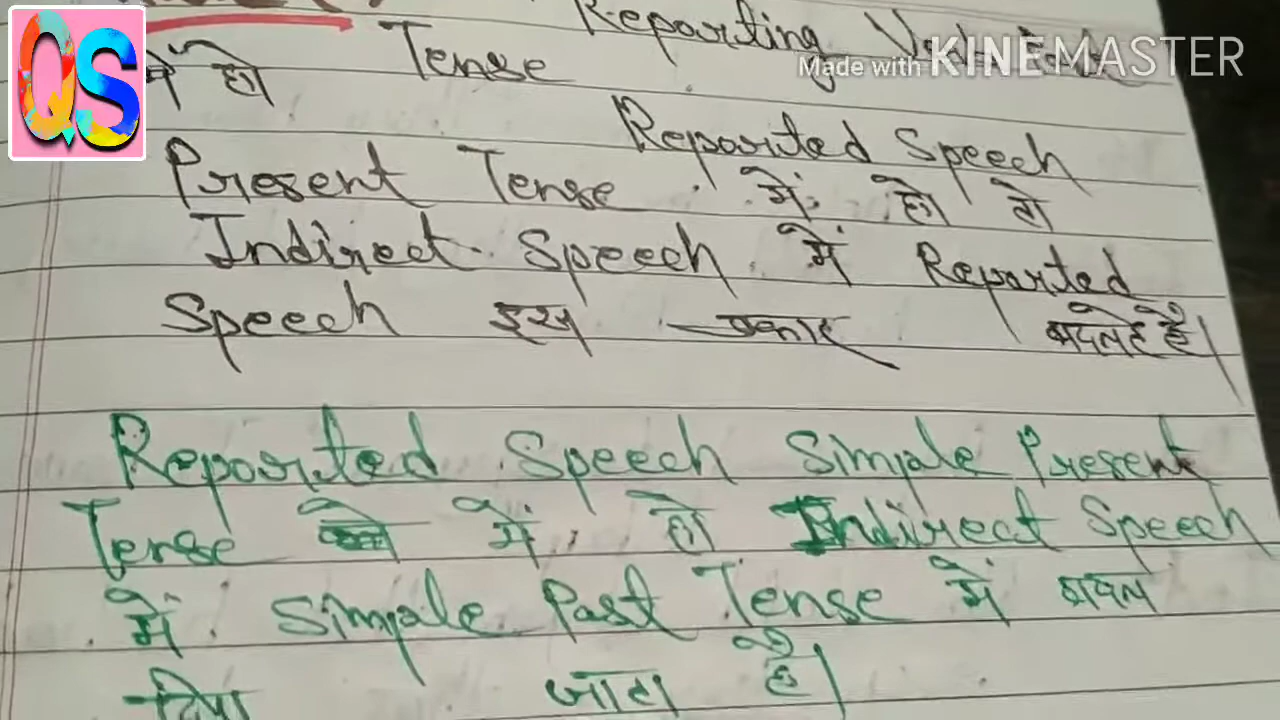 QS
Reporting Verb
Made with KINEMASTER
में हो Tense
Reported Speech
Present Tense में हो तो
Indirect Speech में Reported
Speech इस प्रकार बदलते हैं।
Reported Speech Simple Present
Tense में हो Indirect Speech
में Simple Past Tense में बदल
दिया जाता है।